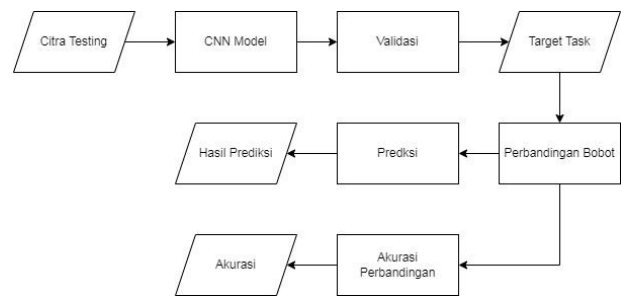 Citra Testing
CNN Model
Validasi
Target Task
Hasil Prediksi
Predksi
Perbandingan Bobot
Akurasi
Akurasi
Perbandingan